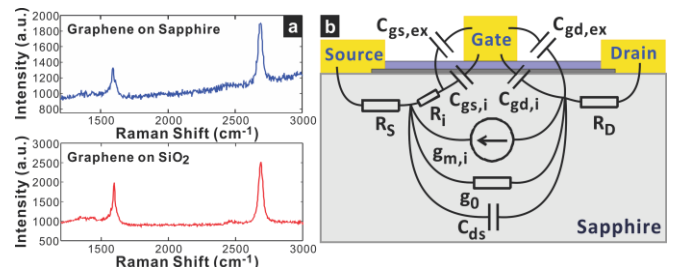 a
Graphene on Sapphire
Intensity (a.u.)
2000
1800
1600
1400
1200
1000
800
1500
2000
2500
3000
Raman Shift (cm-1)
Graphene on SiO2
Intensity (a.u.)
3000
2500
2000
1500
1000
500
1500
2000
2500
3000
Raman Shift (cm-1)
b
Cgs,ex
Cgd,ex
Gate
Source
Drain
Cgs,i
Cgd,i
RS
Ri
RD
gm,i
g0
Cds
Sapphire